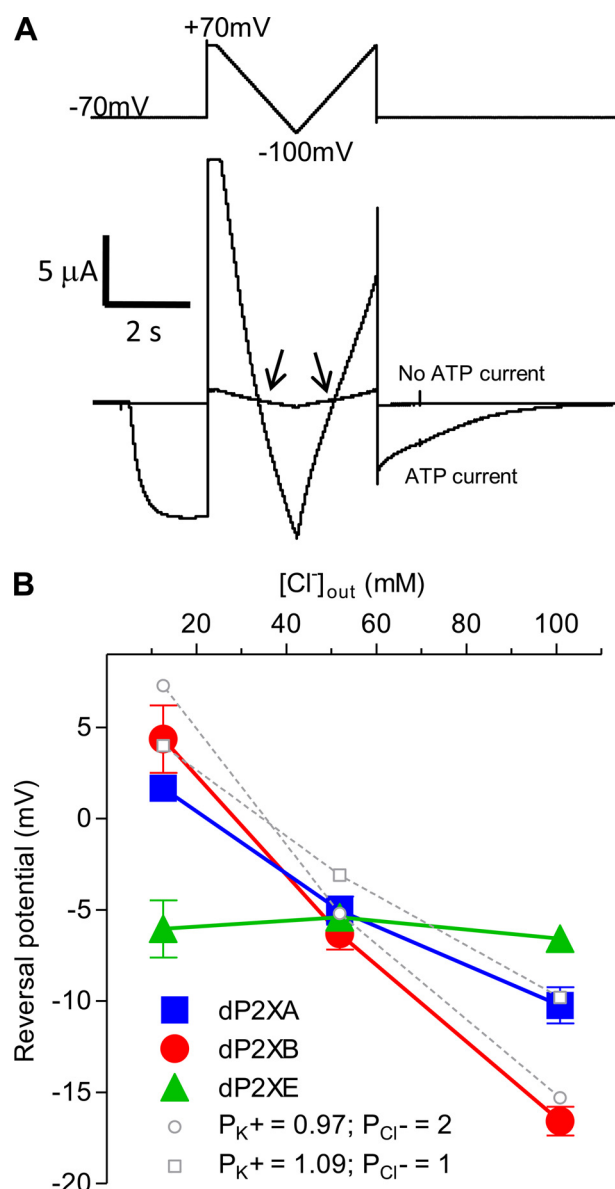 A
+70mV
-70mV
-100mV
5 μA
2 s
No ATP current
ATP current
B
[Cl⁻]out (mM)
20 40 60 80 100
5
0
-5
-10
-15
-20
Reversal potential (mV)
dP2XA
dP2XB
dP2XE
PK+ = 0.97; PCl- = 2
PK+ = 1.09; PCl- = 1